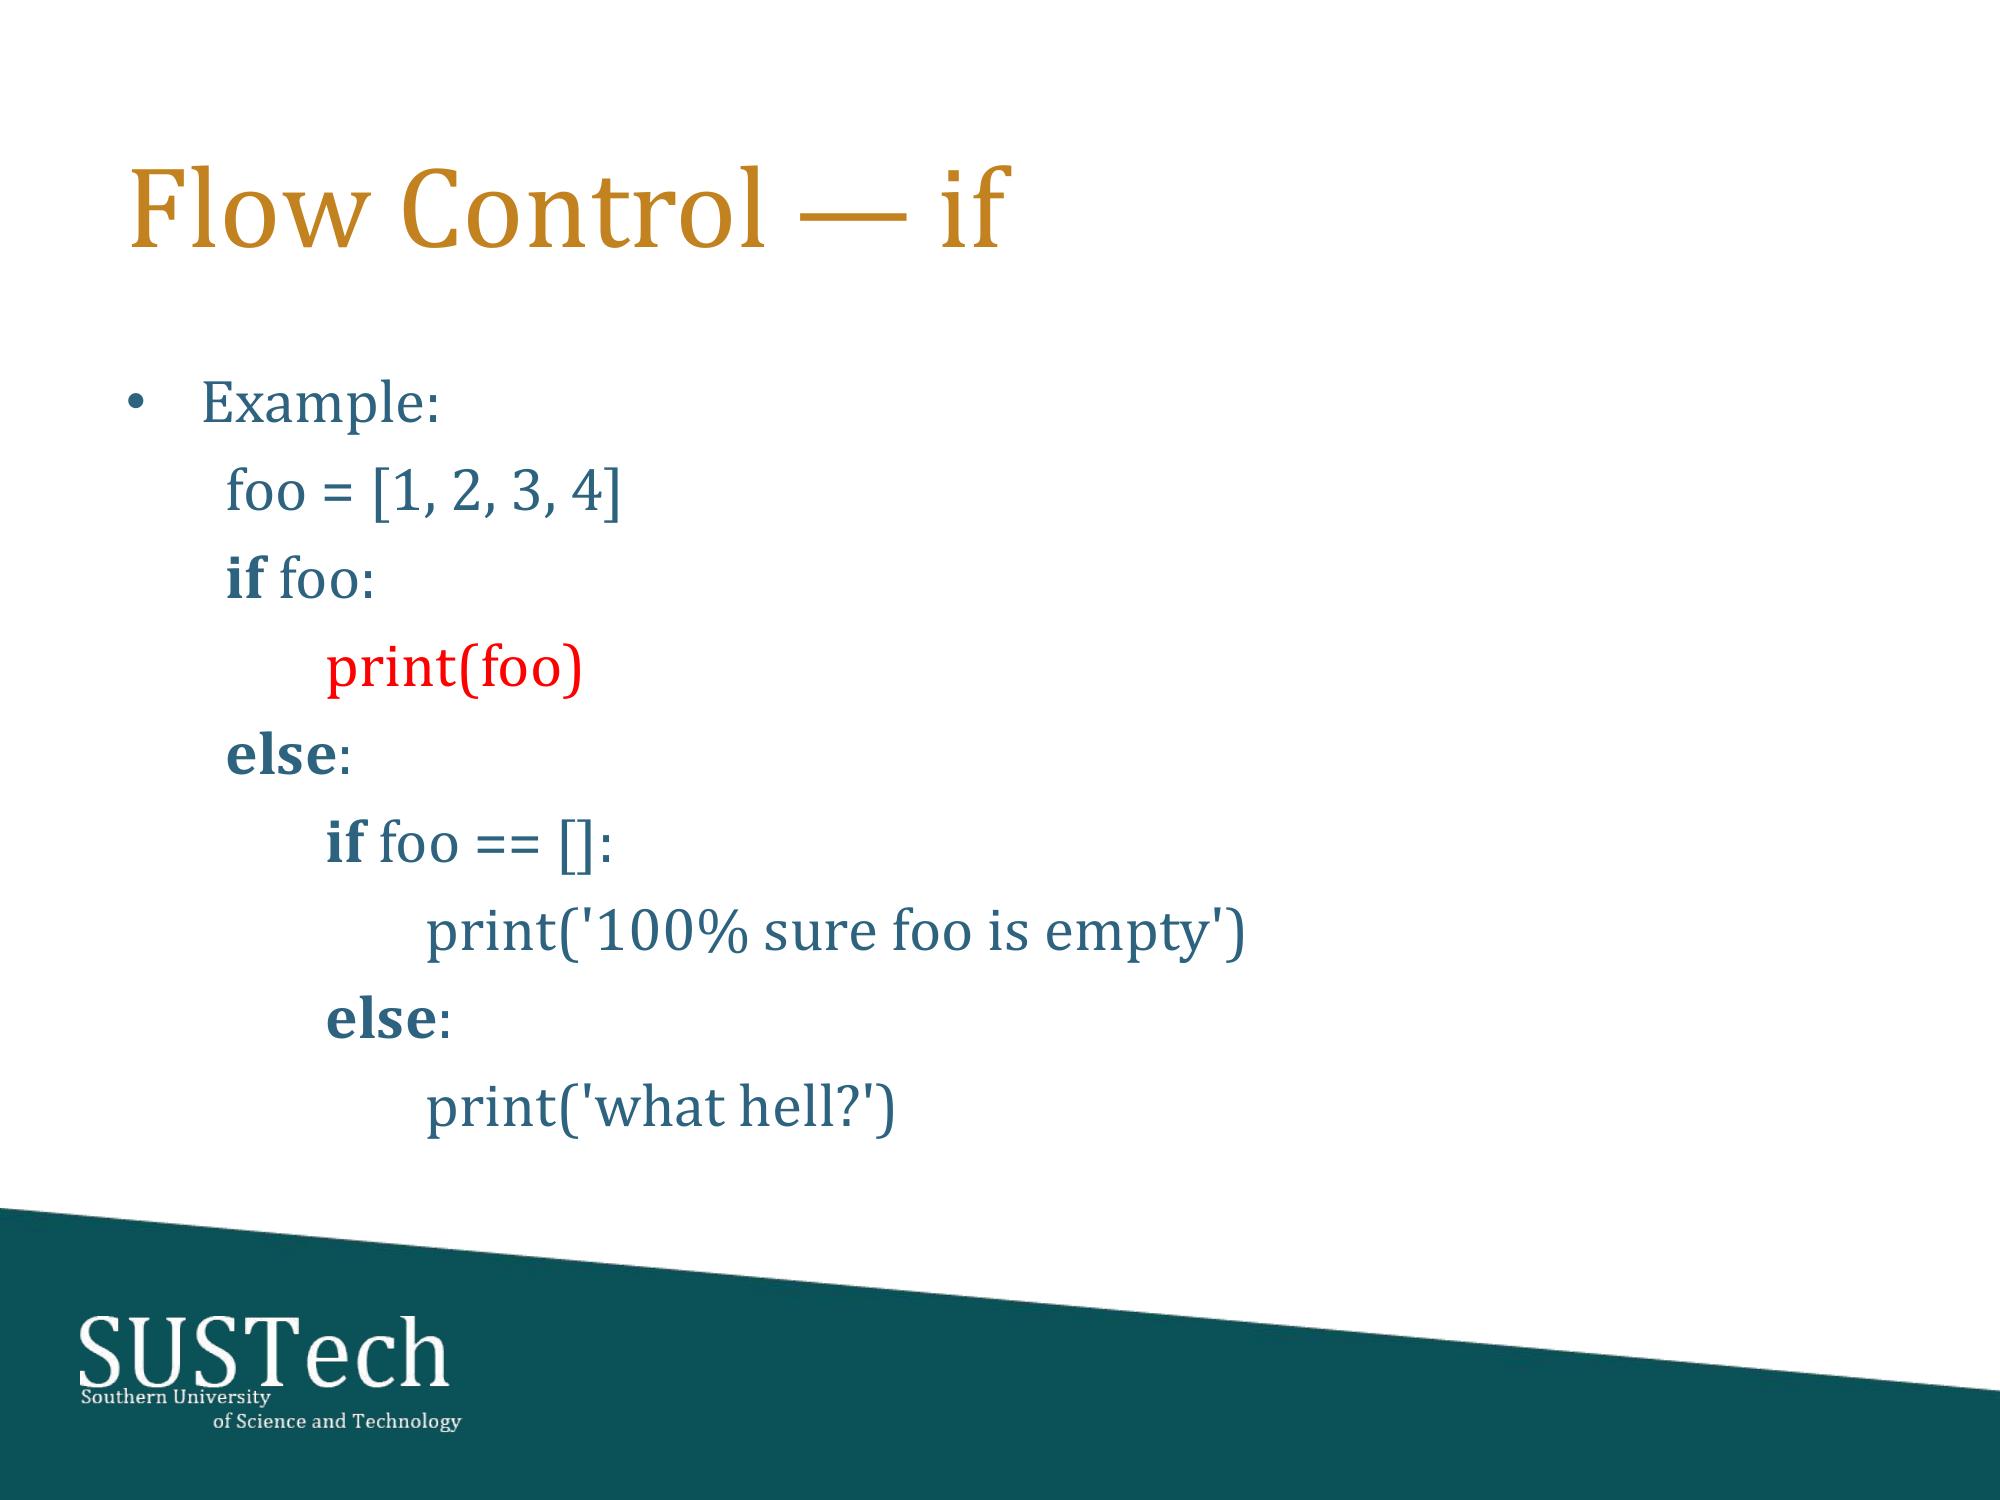 Flow Control — if
• Example:
foo = [1, 2, 3, 4]
if foo:
print(foo)
else:
if foo == []:
print('100% sure foo is empty')
else:
print('what hell?')
SUSTech
Southern University
of Science and Technology